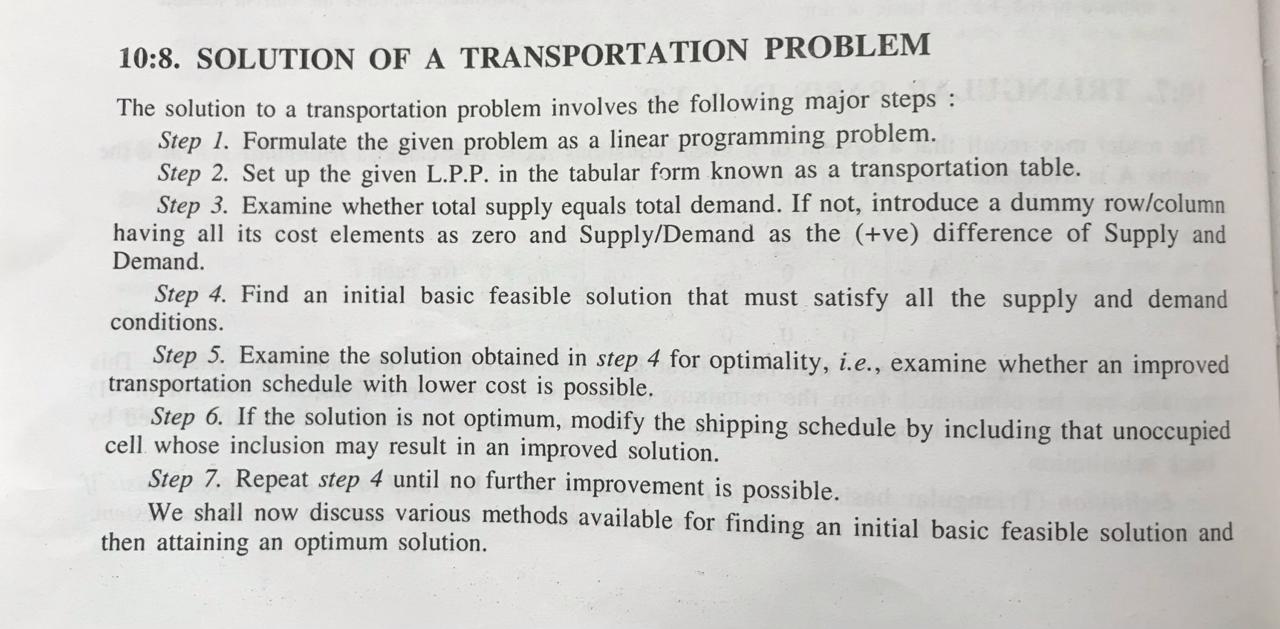 10:8. SOLUTION OF A TRANSPORTATION PROBLEM
The solution to a transportation problem involves the following major steps :
Step 1. Formulate the given problem as a linear programming problem.
Step 2. Set up the given L.P.P. in the tabular form known as a transportation table.
Step 3. Examine whether total supply equals total demand. If not, introduce a dummy row/column
having all its cost elements as zero and Supply/Demand as the (+ve) difference of Supply and
Demand.
Step 4. Find an initial basic feasible solution that must satisfy all the supply and demand
conditions.
Step 5. Examine the solution obtained in step 4 for optimality, i.e., examine whether an improved
transportation schedule with lower cost is possible.
Step 6. If the solution is not optimum, modify the shipping schedule by including that unoccupied
cell whose inclusion may result in an improved solution.
Step 7. Repeat step 4 until no further improvement is possible.
We shall now discuss various methods available for finding an initial basic feasible solution and
then attaining an optimum solution.